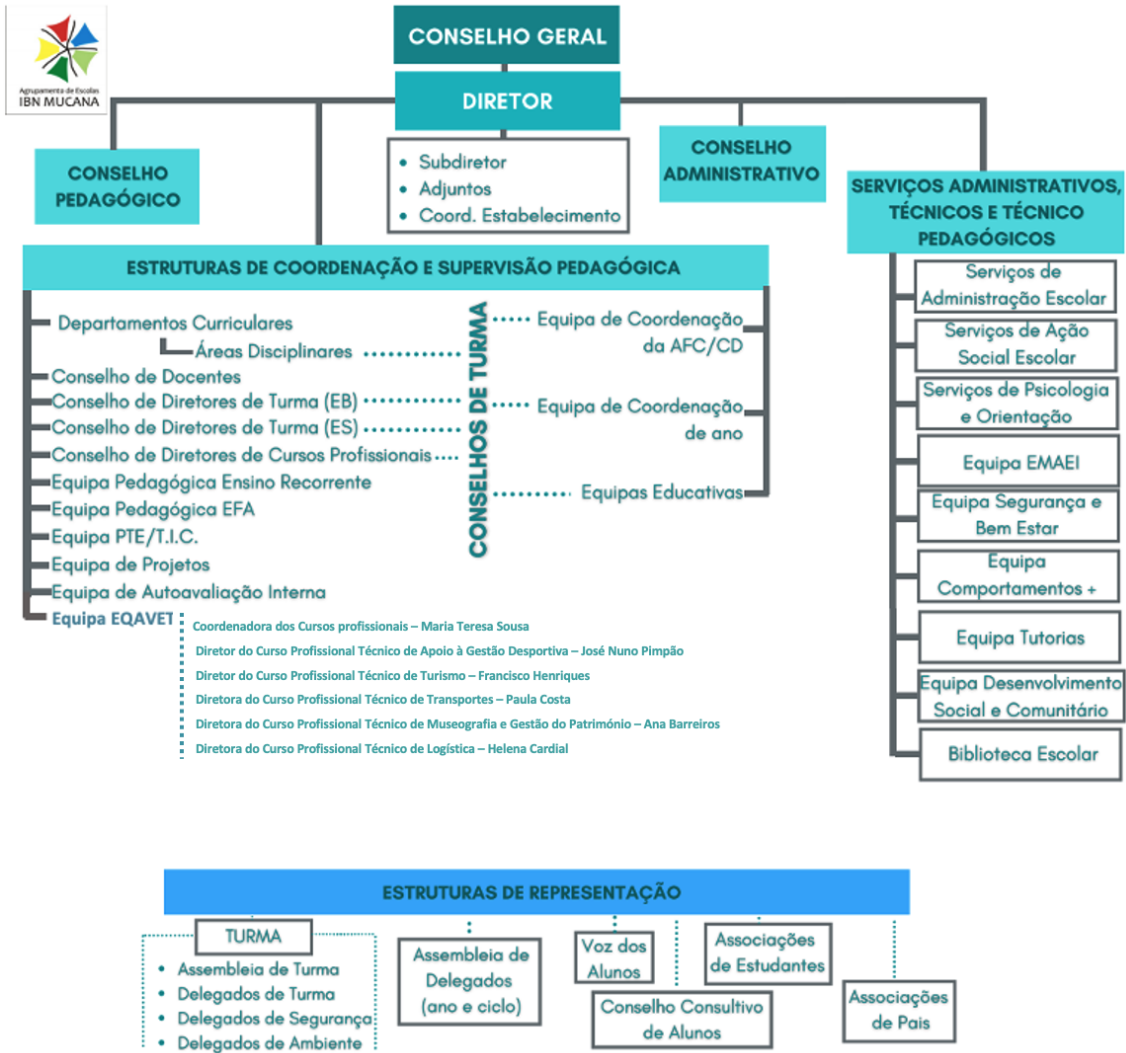 Agrupamento de Escolas
IBN MUCANA
CONSELHO GERAL
DIRETOR
CONSELHO
PEDAGÓGICO
• Subdiretor
• Adjuntos
• Coord. Estabelecimento
CONSELHO
ADMINISTRATIVO
SERVIÇOS ADMINISTRATIVOS,
TÉCNICOS E TÉCNICO
PEDAGÓGICOS
ESTRUTURAS DE COORDENAÇÃO E SUPERVISÃO PEDAGÓGICA
Departamentos Curriculares
Áreas Disciplinares
Conselho de Docentes
Conselho de Diretores de Turma (EB)
Conselho de Diretores de Turma (ES)
Conselho de Diretores de Cursos Profissionais
Equipa Pedagógica Ensino Recorrente
Equipa Pedagógica EFA
Equipa PTE/T.I.C.
Equipa de Projetos
Equipa de Autoavaliação Interna
Equipa EQAVET
CONSELHOS DE TURMA
Equipa de Coordenação
da AFC/CD
Equipa de Coordenação
de ano
Equipas Educativas
Coordenadora dos Cursos profissionais – Maria Teresa Sousa
Diretor do Curso Profissional Técnico de Apoio à Gestão Desportiva – José Nuno Pimpão
Diretor do Curso Profissional Técnico de Turismo – Francisco Henriques
Diretora do Curso Profissional Técnico de Transportes – Paula Costa
Diretora do Curso Profissional Técnico de Museografia e Gestão do Património – Ana Barreiros
Diretora do Curso Profissional Técnico de Logística – Helena Cardial
Serviços de
Administração Escolar
Serviços de Ação
Social Escolar
Serviços de Psicologia
e Orientação
Equipa EMAEI
Equipa Segurança e
Bem Estar
Equipa
Comportamentos +
Equipa Tutorias
Equipa Desenvolvimento
Social e Comunitário
Biblioteca Escolar
ESTRUTURAS DE REPRESENTAÇÃO
TURMA
• Assembleia de Turma
• Delegados de Turma
• Delegados de Segurança
• Delegados de Ambiente
Assembleia de
Delegados
(ano e ciclo)
Voz dos
Alunos
Conselho Consultivo
de Alunos
Associações
de Estudantes
Associações
de Pais